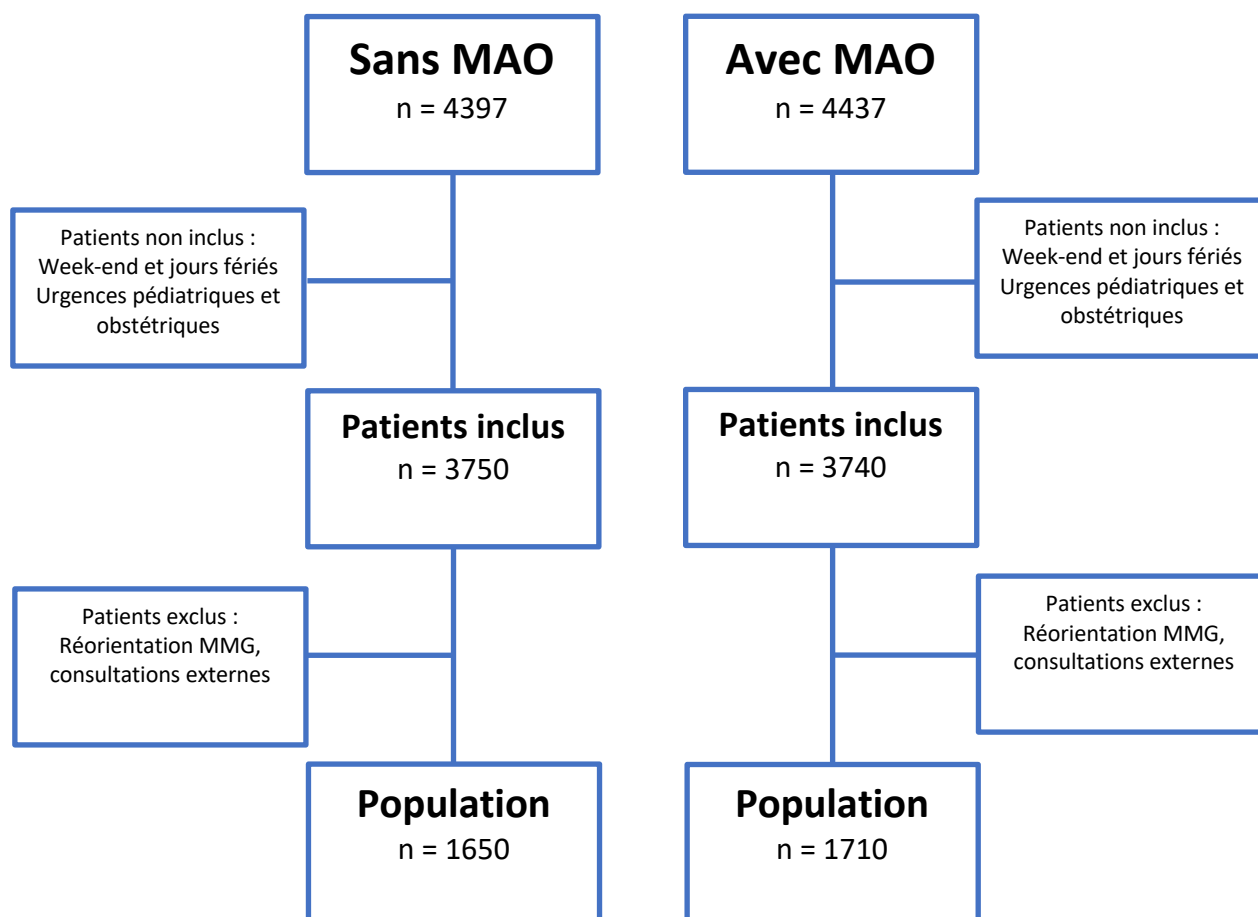 Sans MAO
n = 4397
Avec MAO
n = 4437
Patients non inclus :
Week-end et jours fériés
Urgences pédiatriques et
obstétriques
Patients non inclus :
Week-end et jours fériés
Urgences pédiatriques et
obstétriques
Patients inclus
n = 3750
Patients inclus
n = 3740
Patients exclus :
Réorientation MMG,
consultations externes
Patients exclus :
Réorientation MMG,
consultations externes
Population
n = 1650
Population
n = 1710